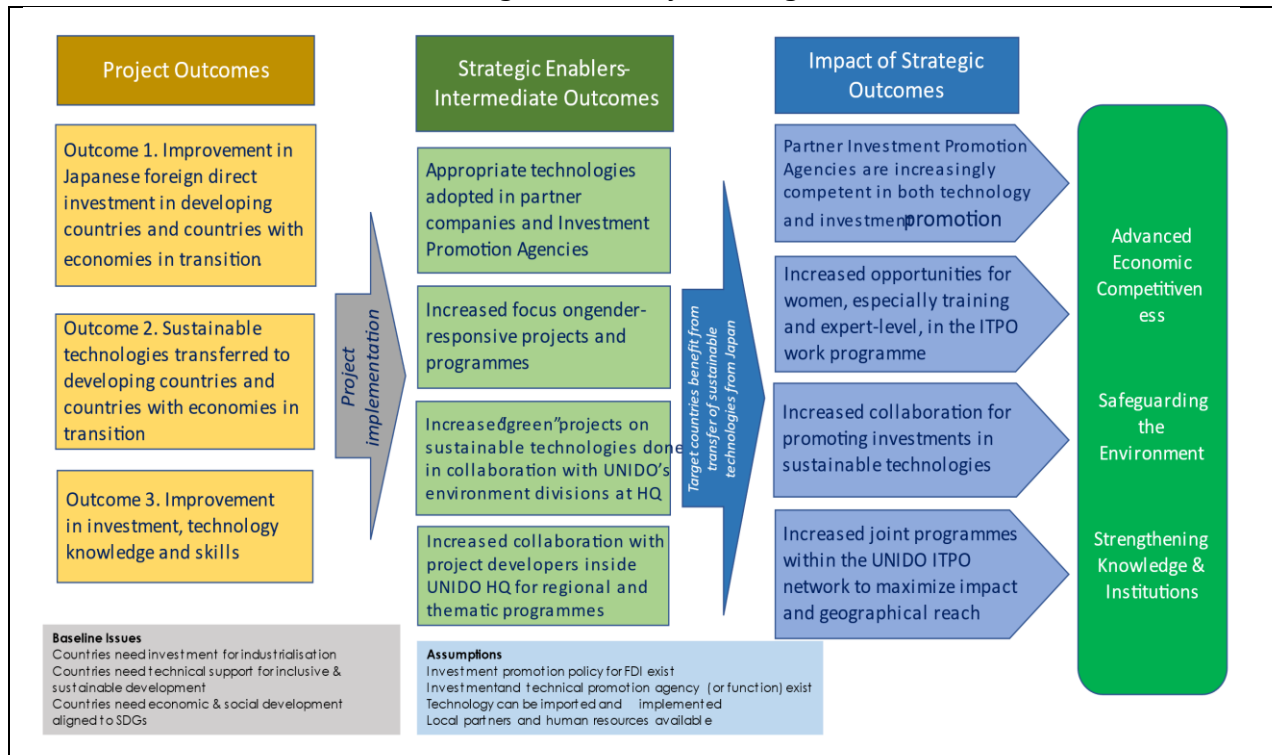 Project Outcomes
Outcome 1. Improvement in
Japanese foreign direct
investment in developing
countries and countries with
economies in transition.
Outcome 2. Sustainable
technologies transferred to
developing countries and
countries with economies in
transition
Outcome 3. Improvement
in investment, technology
knowledge and skills
Project
implementation
Strategic Enablers-
Intermediate Outcomes
Appropriate technologies
adopted in partner
companies and Investment
Promotion Agencies
Increased focus ongender-
responsive projects and
programmes
Increased“green” projects on
sustainable technologies done
in collaboration with UNIDO’s
environment divisions at HQ
Increased collaboration with
project developers inside
UNIDO HQ for regional and
thematic programmes
Target countries benefit from
transfer of sustainable
technologies from Japan
Impact of Strategic
Outcomes
Partner Investment Promotion
Agencies are increasingly
competent in both technology
and investment promotion
Increased opportunities for
women, especially training
and expert-level, in the ITPO
work programme
Increased collaboration for
promoting investments in
sustainable technologies
Increased joint programmes
within the UNIDO ITPO
network to maximize impact
and geographical reach
Advanced
Economic
Competitiven
ess
Safeguarding
the
Environment
Strengthening
Knowledge &
Institutions
Baseline Issues
Countries need investment for industrialisation
Countries need technical support for inclusive &
sustainable development
Countries need economic & social development
aligned to SDGs
Assumptions
Investment promotion policy for FDI exist
Investmentand technical promotion agency (or function) exist
Technology can be imported and implemented
Local partners and human resources available